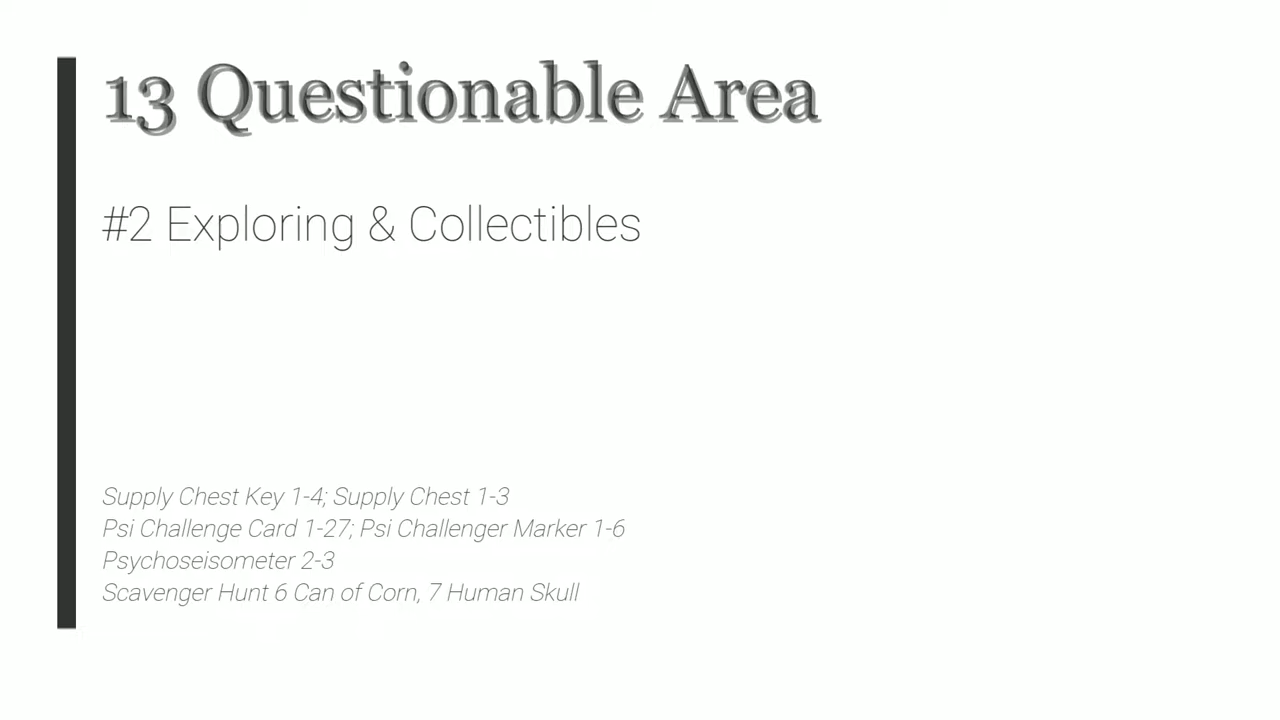 13 Questionable Area
#2 Exploring & Collectibles
Supply Chest Key 1-4; Supply Chest 1-3
Psi Challenge Card 1-27; Psi Challenger Marker 1-6
Psychoseisometer 2-3
Scavenger Hunt 6 Can of Corn, 7 Human Skull